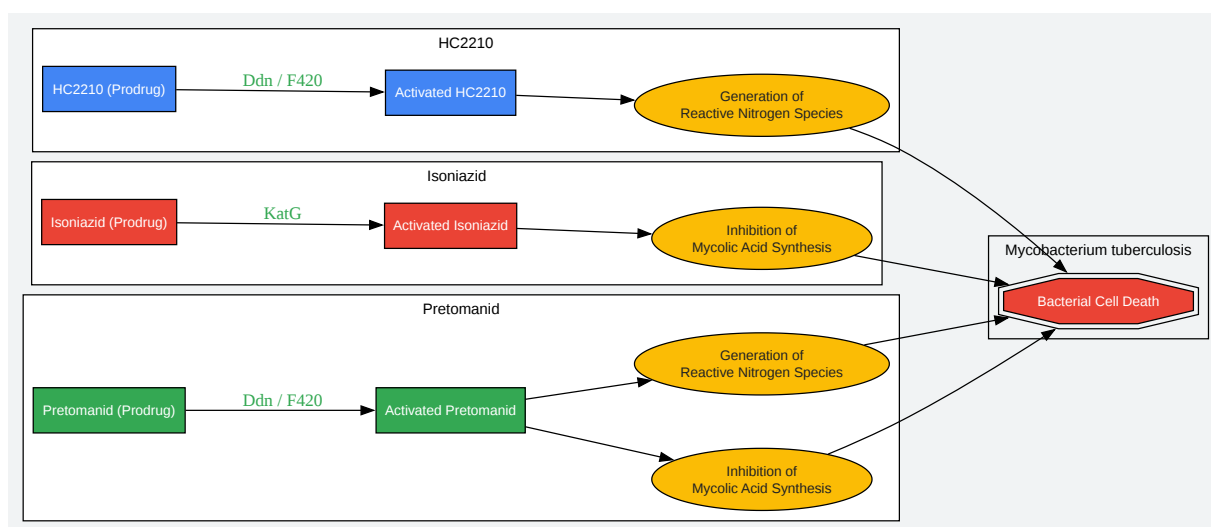 HC2210
HC2210 (Prodrug)
Ddn / F420
Activated HC2210
Generation of
Reactive Nitrogen Species
Isoniazid
Isoniazid (Prodrug)
KatG
Activated Isoniazid
Inhibition of
Mycolic Acid Synthesis
Mycobacterium tuberculosis
Bacterial Cell Death
Pretomanid
Pretomanid (Prodrug)
Ddn / F420
Activated Pretomanid
Generation of
Reactive Nitrogen Species
Inhibition of
Mycolic Acid Synthesis